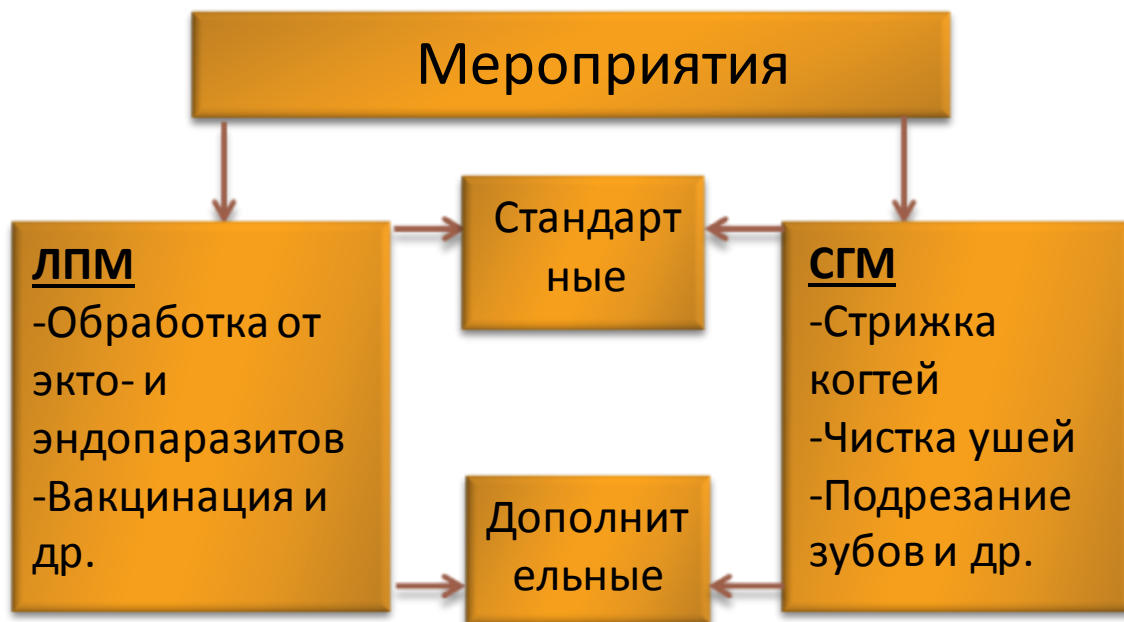 Мероприятия
ЛПМ
-Обработка от
экто- и
эндопаразитов
-Вакцинация и
др.
Стандарт
ные
Дополнит
ельные
СГМ
-Стрижка
когтей
-Чистка ушей
-Подрезание
зубов и др.